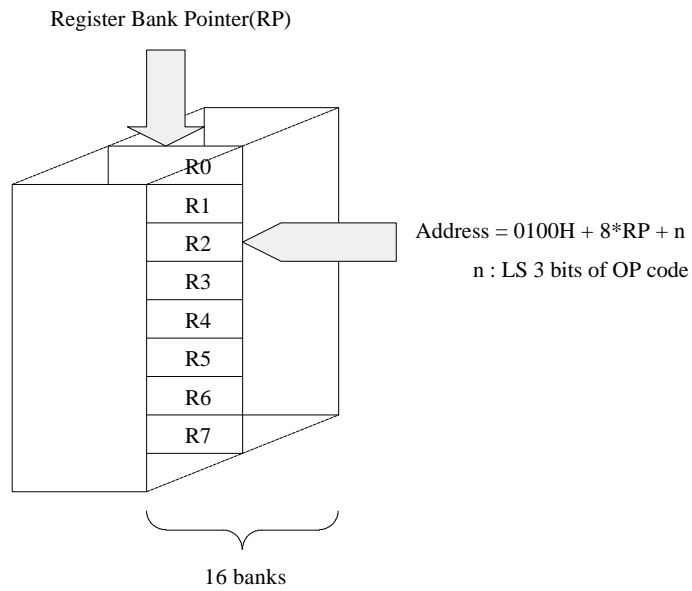 Register Bank Pointer(RP)
R0
R1
R2
R3
R4
R5
R6
R7
Address = 0100H + 8*RP + n
n : LS 3 bits of OP code
16 banks